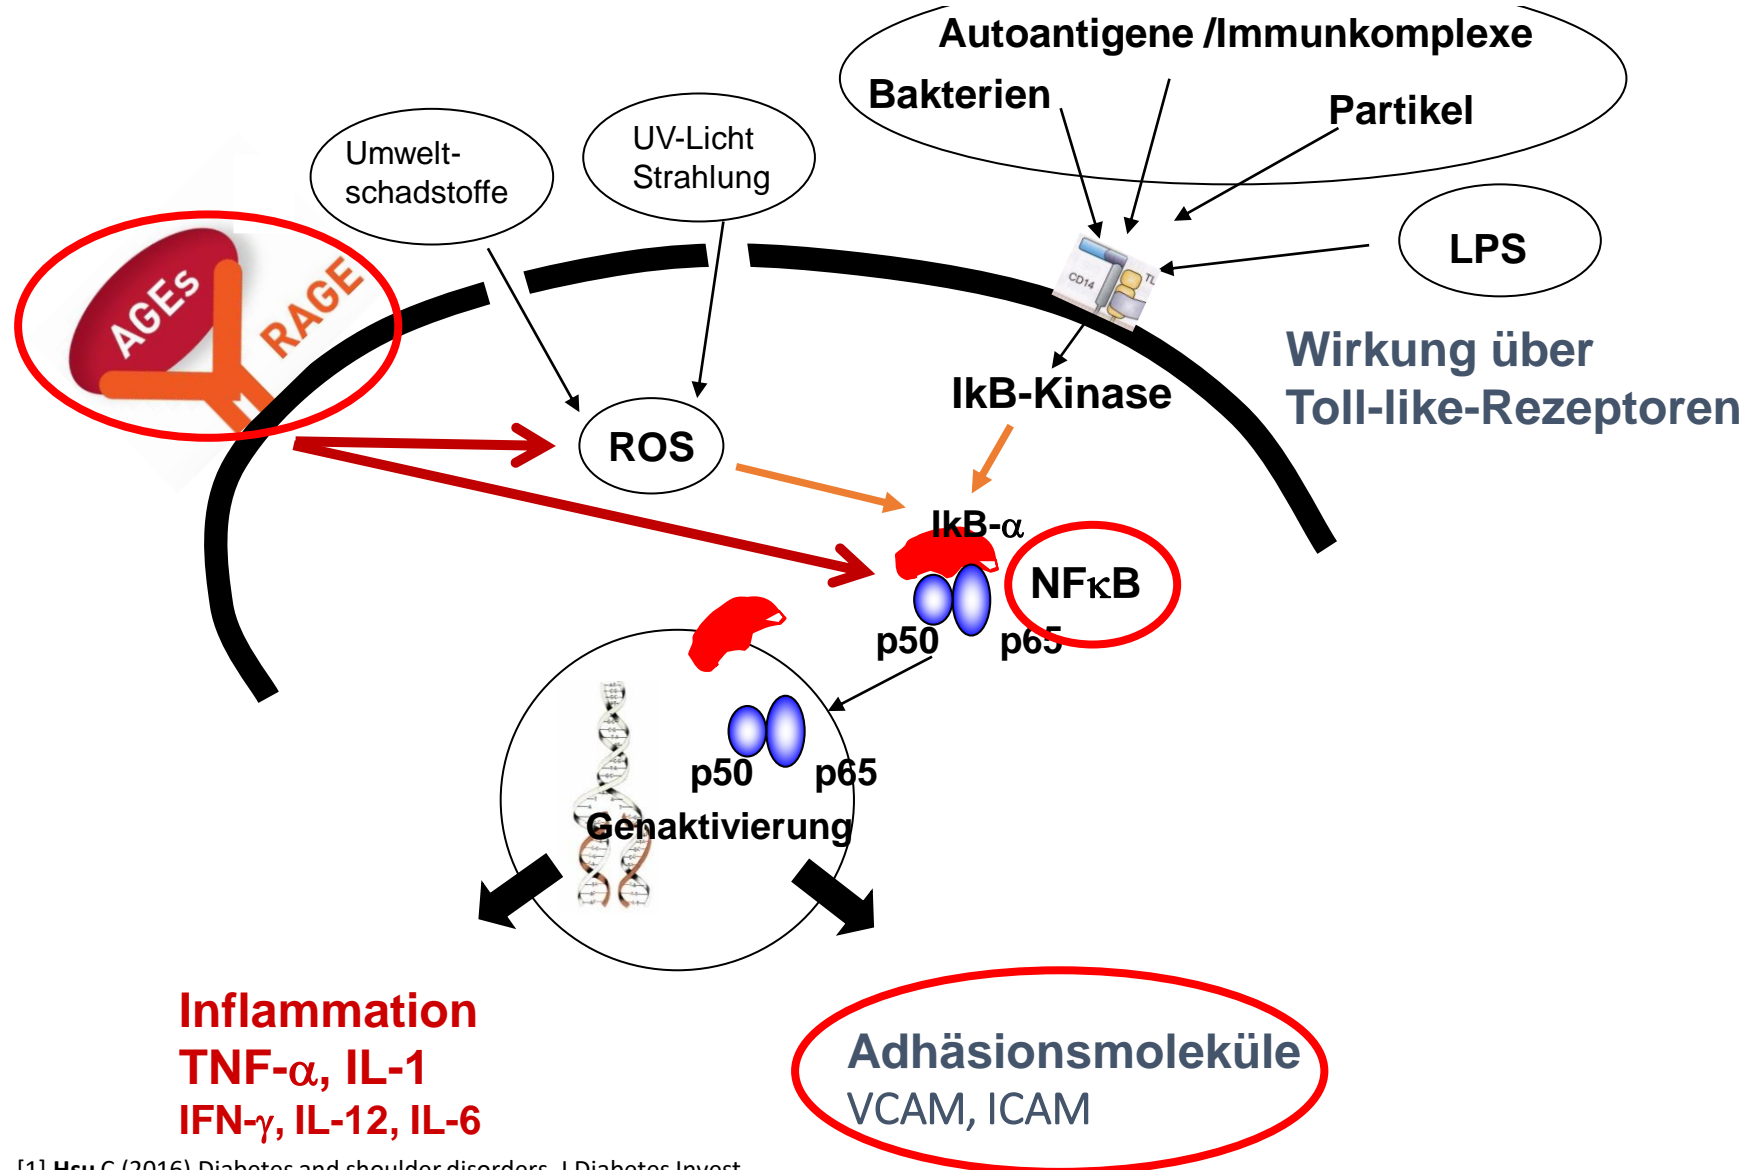 Autoantigene /Immunkomplexe
Bakterien
Partikel
Umwelt-
schadstoffe
UV-Licht
Strahlung
LPS
AGEs
RAGE
CD14
TL
Wirkung über
Toll-like-Rezeptoren
IkB-Kinase
ROS
IkB-α
NFκB
p50
p65
p50
p65
Genaktivierung
Inflammation
TNF-α, IL-1
IFN-γ, IL-12, IL-6
Adhäsionsmoleküle
VCAM, ICAM
[1] Hsu C (2016) Diabetes and shoulder disorders. J Diabetes Invest